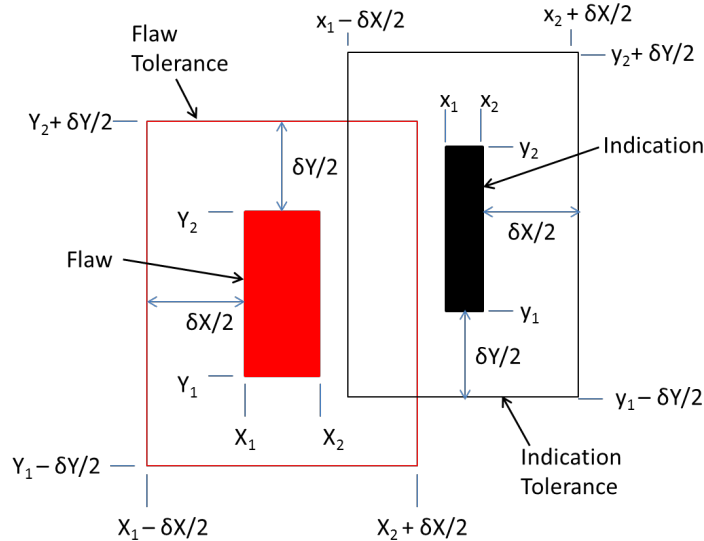 x₁ – δX/2
x₂ + δX/2
Flaw
Tolerance
y₂ + δY/2
x₁
x₂
Y₂ + δY/2
y₂
Indication
δY/2
Y₂
δX/2
Flaw
δX/2
y₁
δY/2
Y₁
y₁ – δY/2
X₁
X₂
Y₁ – δY/2
Indication
Tolerance
X₁ – δX/2
X₂ + δX/2